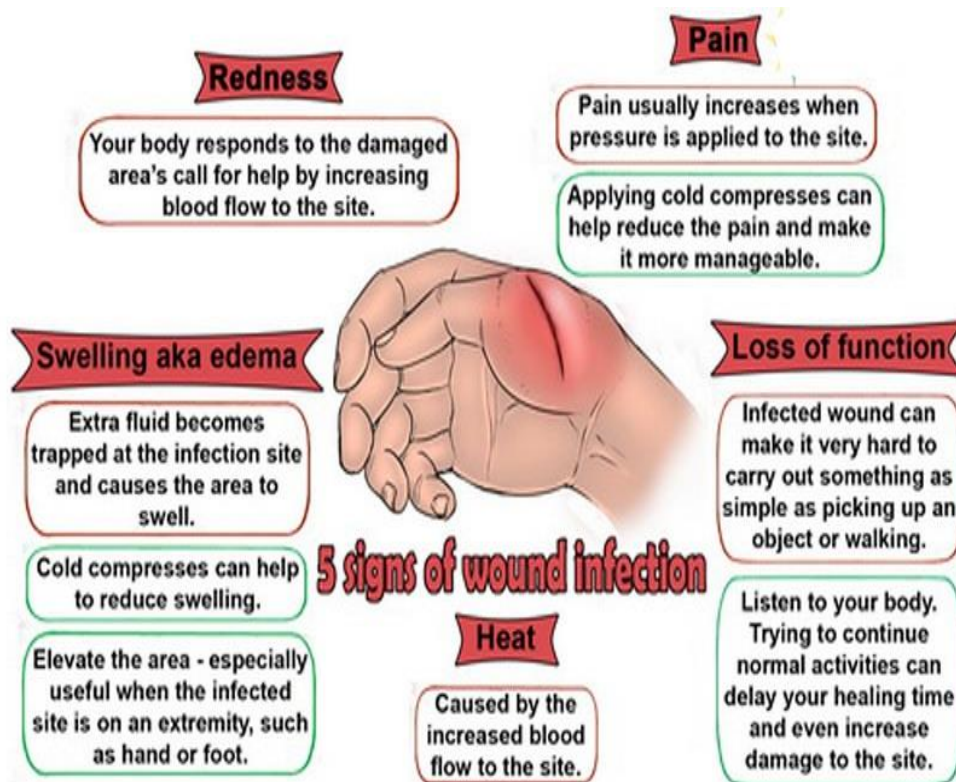 Redness
Your body responds to the damaged
area's call for help by increasing
blood flow to the site.
Pain
Pain usually increases when
pressure is applied to the site.
Applying cold compresses can
help reduce the pain and make
it more manageable.
Swelling aka edema
Extra fluid becomes
trapped at the infection site
and causes the area to
swell.
Cold compresses can help
to reduce swelling.
Elevate the area - especially
useful when the infected
site is on an extremity, such
as hand or foot.
5 signs of wound infection
Heat
Caused by the
increased blood
flow to the site.
Loss of function
Infected wound can
make it very hard to
carry out something as
simple as picking up an
object or walking.
Listen to your body.
Trying to continue
normal activities can
delay your healing time
and even increase
damage to the site.